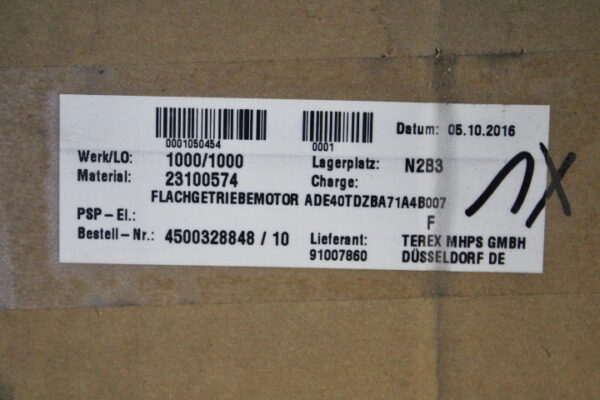 0001050454 0001 Datum: 05.10.2016
Werk/LO: 1000/1000 Lagerplatz: N2B3
Material: 23100574 Charge:
FLACHGETRIEBEMOTOR ADE40TDZBA71A4B007
PSP-El.: F
Bestell-Nr.: 4500328848 / 10 Lieferant: TEREX MHPS GMBH
91007860 DÜSSELDORF DE
1X